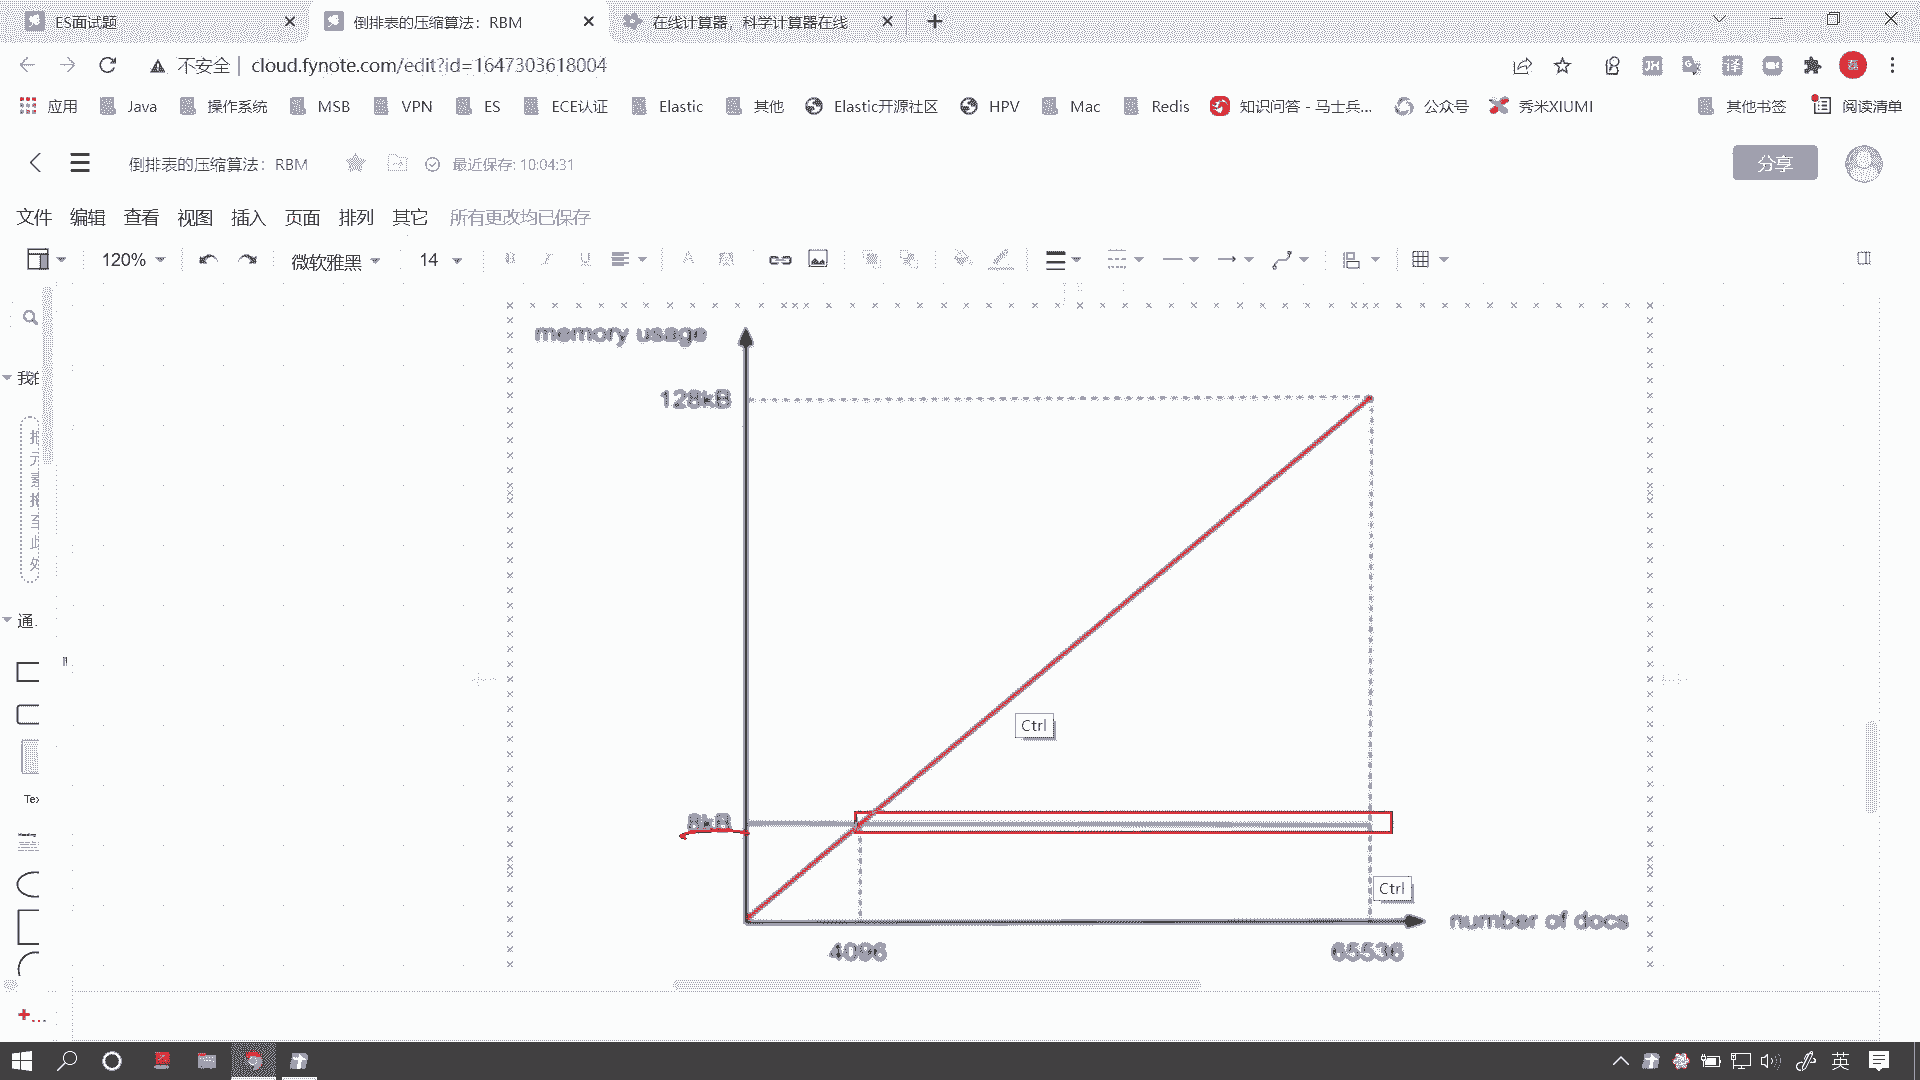 ES面试题
倒排表的压缩算法：RBM
在线计算器，科学计算器在线
不安全
cloud.fynote.com/edit?id=1647303618004
应用
Java
操作系统
MSB
VPN
ES
ECE认证
Elastic
其他
Elastic开源社区
HPV
Mac
Redis
知识问答 - 马士兵...
公众号
秀米XIUMI
其他书签
阅读清单
倒排表的压缩算法：RBM
最近保存: 10:04:31
分享
文件 编辑 查看 视图 插入 页面 排列 其它 所有更改均已保存
120%
微软雅黑
14
memory usage
128kB
8kB
4096
65536
number of docs
Ctrl
Ctrl
通.
Tex
英